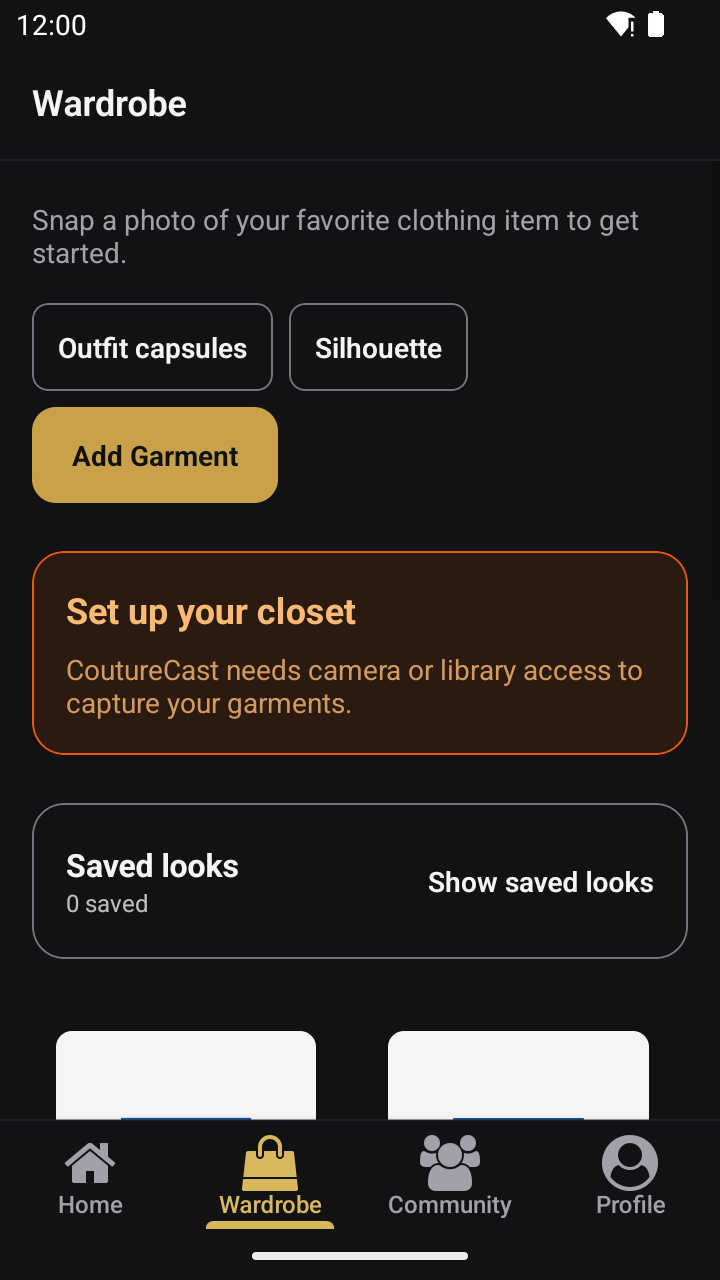 12:00
Wardrobe
Snap a photo of your favorite clothing item to get
started.
Outfit capsules
Silhouette
Add Garment
Set up your closet
CoutureCast needs camera or library access to
capture your garments.
Saved looks
0 saved
Show saved looks
Home
Wardrobe
Community
Profile